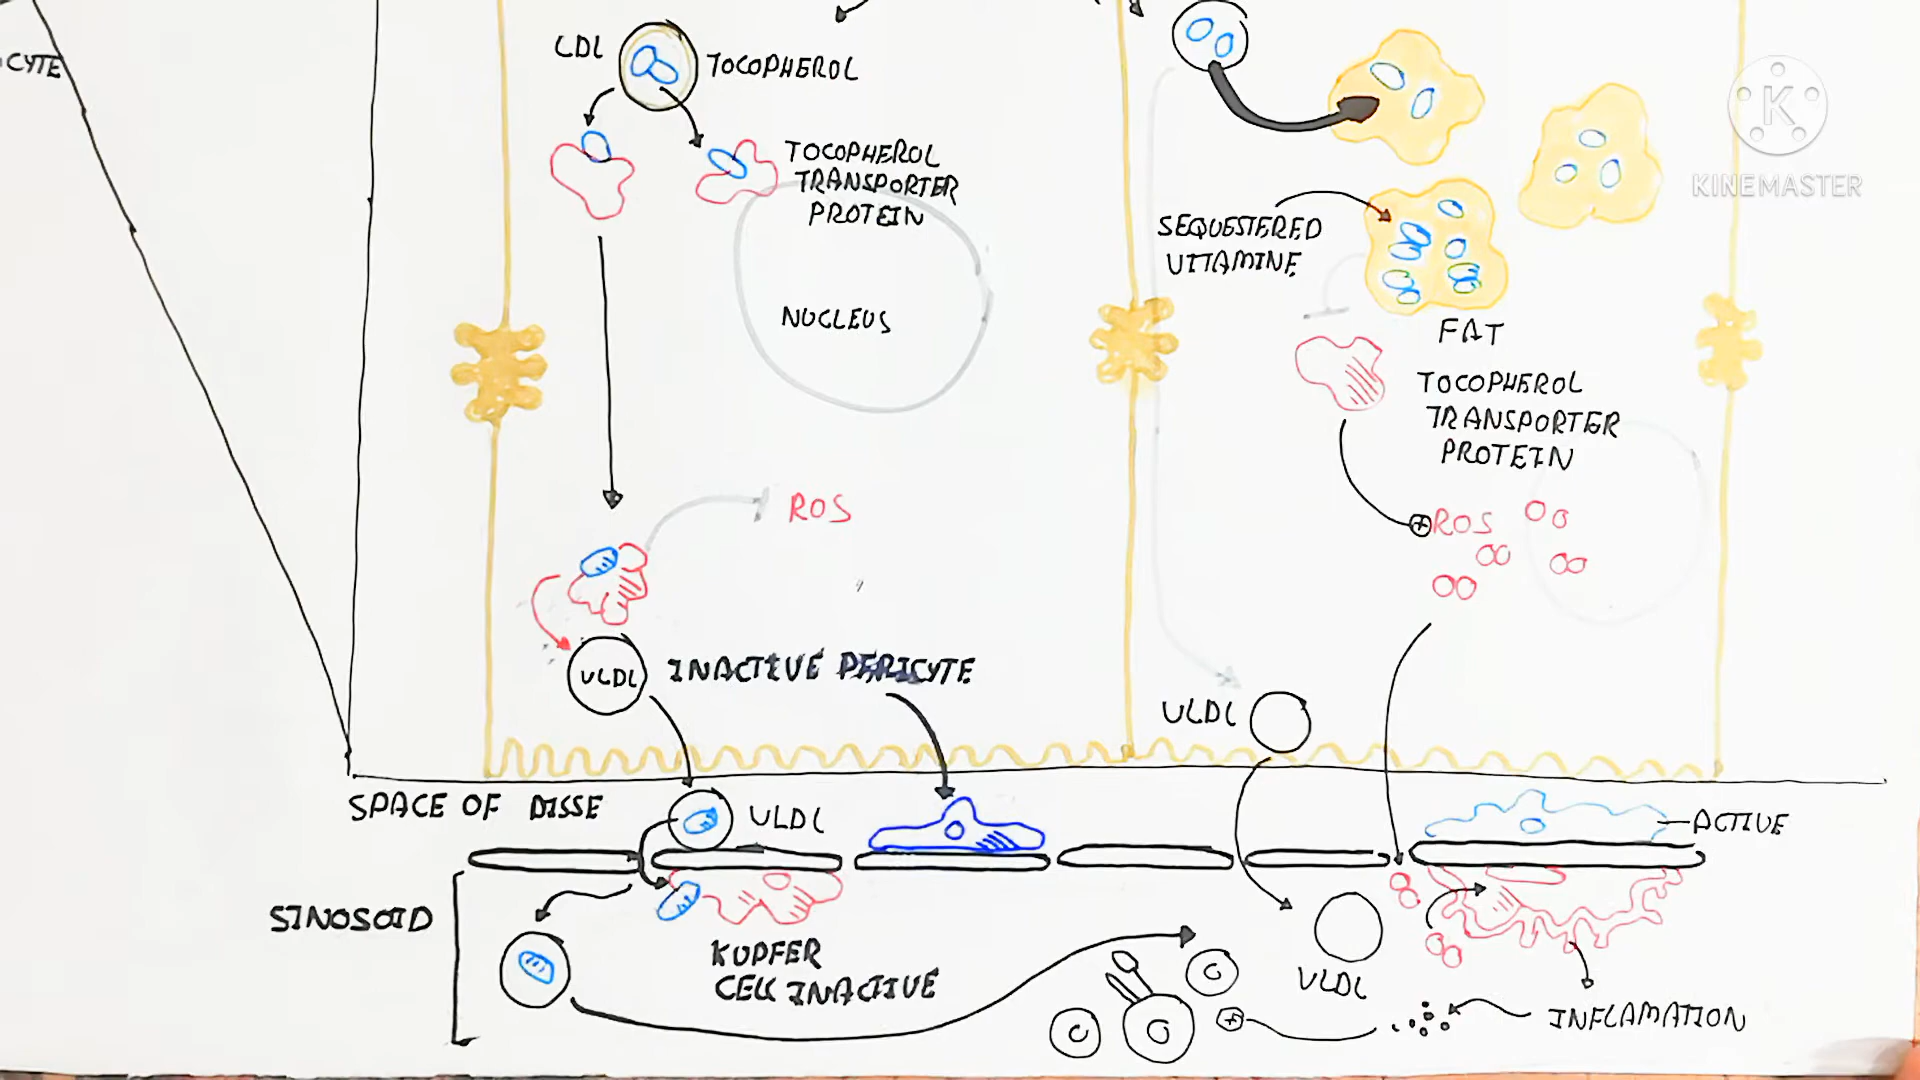 CYTE
LDL
TOCOPHEROL
TOCOPHEROL
TRANSPORTER
PROTEIN
NUCLEUS
ROS
VLDL
INACTIVE PERICYTE
SPACE OF DISSE
VLDL
SINOSOID
KUPFER
CELL INACTIVE
K
KINEMASTER
SEQUESTERED
VITAMINE
FAT
TOCOPHEROL
TRANSPORTER
PROTEIN
+
ROS
VLDL
ACTIVE
VLDL
+
INFLAMATION